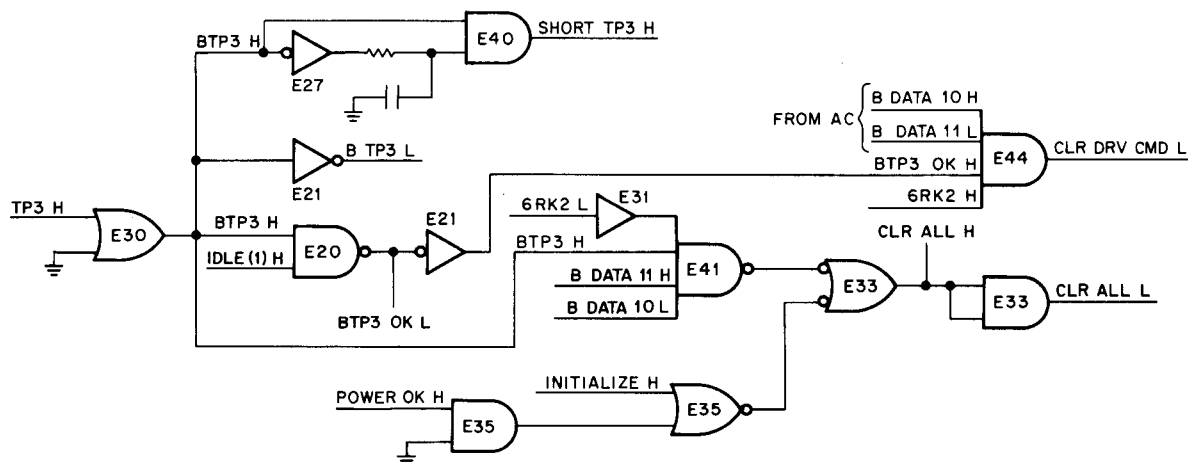 BTP3 H
E27
E40
SHORT TP3 H
B TP3 L
E21
TP3 H
E30
BTP3 H
IDLE (1) H
E20
E21
BTP3 OK L
FROM AC
B DATA 10 H
B DATA 11 L
BTP3 OK H
6RK2 H
E44
CLR DRV CMD L
6RK2 L
E31
BTP3 H
B DATA 11 H
B DATA 10 L
E41
CLR ALL H
E33
E33
CLR ALL L
POWER OK H
E35
INITIALIZE H
E35